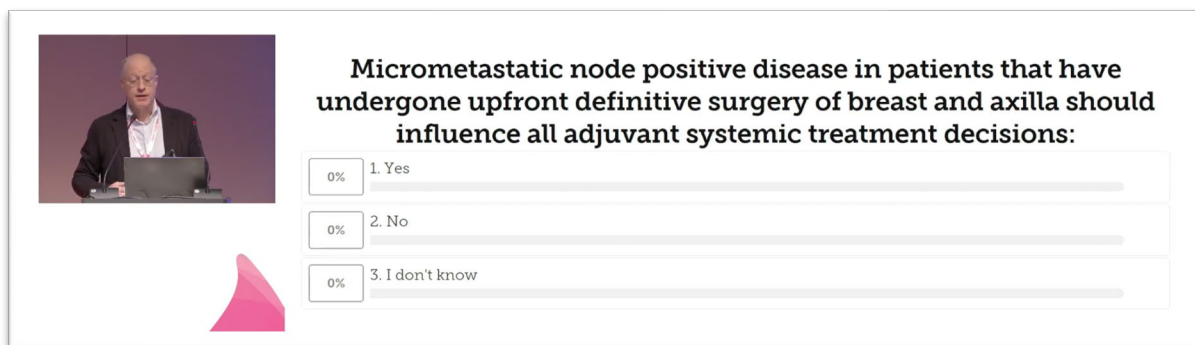 Micrometastatic node positive disease in patients that have
undergone upfront definitive surgery of breast and axilla should
influence all adjuvant systemic treatment decisions:
0%
1. Yes
0%
2. No
0%
3. I don't know